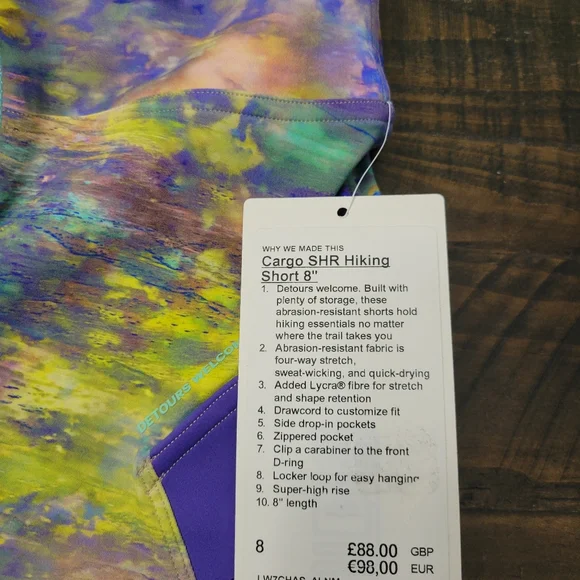 WHY WE MADE THIS
Cargo SHR Hiking
Short 8"
1. Detours welcome. Built with
plenty of storage, these
abrasion-resistant shorts hold
hiking essentials no matter
where the trail takes you
2. Abrasion-resistant fabric is
four-way stretch,
sweat-wicking, and quick-drying
3. Added Lycra® fibre for stretch
and shape retention
4. Drawcord to customize fit
5. Side drop-in pockets
6. Zippered pocket
7. Clip a carabiner to the front
D-ring
8. Locker loop for easy hanging
9. Super-high rise
10. 8" length
8 £88.00 GBP
€98,00 EUR
DETOURS WELCOM